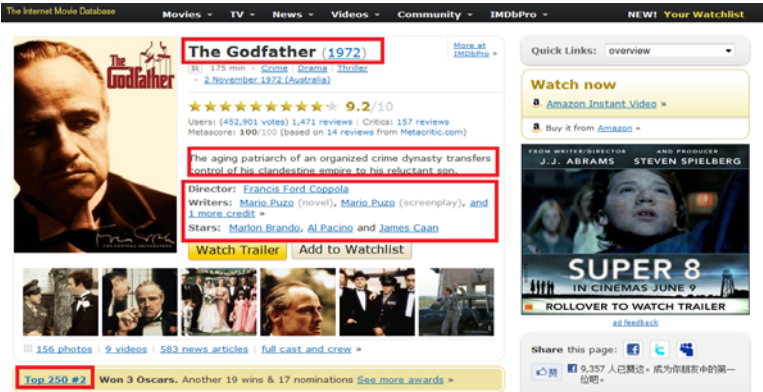 The Internet Movie Database
Movies TV News Videos Community IMDbPro NEW! Your Watchlist
The Godfather
The Godfather (1972)
More at IMDbPro »
R 175 min - Crime | Drama | Thriller
- 2 November 1972 (Australia)
9.2/10
Users: (452,901 votes) 1,471 reviews | Critics: 157 reviews
Metascore: 100/100 (based on 14 reviews from Metacritic.com)
The aging patriarch of an organized crime dynasty transfers
control of his clandestine empire to his reluctant son.
Director: Francis Ford Coppola
Writers: Mario Puzo (novel), Mario Puzo (screenplay), and
1 more credit »
Stars: Marlon Brando, Al Pacino and James Caan
Watch Trailer Add to Watchlist
156 photos | 9 videos | 583 news articles | full cast and crew »
Top 250 #2 Won 3 Oscars. Another 19 wins & 17 nominations See more awards »
Quick Links: overview
Watch now
a Amazon Instant Video »
a Buy it from Amazon »
FROM WRITER/DIRECTOR AND PRODUCER
J.J. ABRAMS STEVEN SPIELBERG
SUPER 8
IN CINEMAS JUNE 9
ROLLOVER TO WATCH TRAILER
ad feedback
Share this page:
赞 9,357 人已赞这。成为你朋友中的第一
位吧。